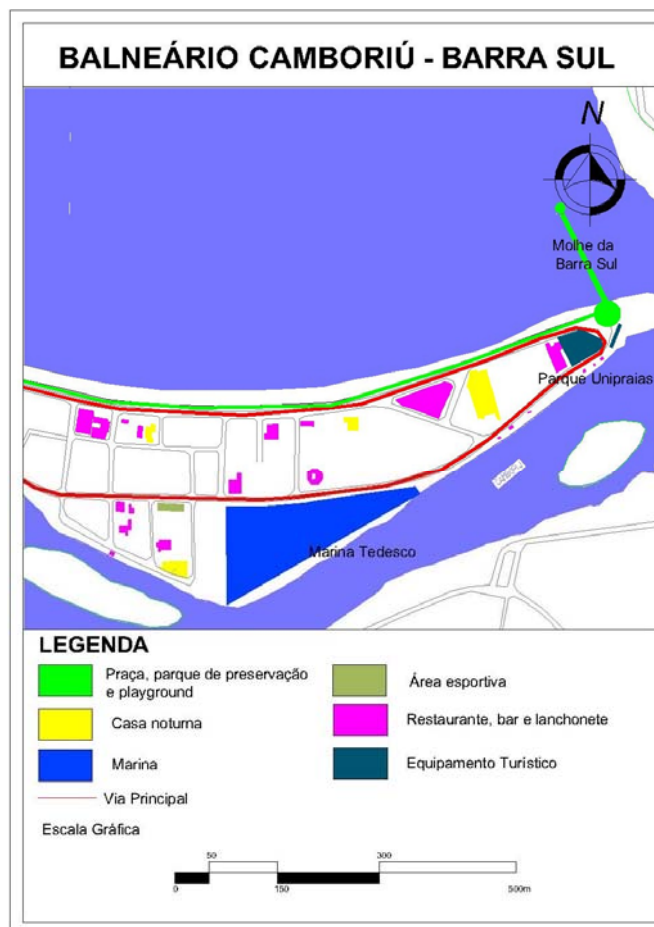 BALNEÁRIO CAMBORIÚ - BARRA SUL
N
Molhe da
Barra Sul
Parque Unipraias
Marina Tedesco
LEGENDA
Praça, parque de preservação
e playground
Área esportiva
Casa noturna
Restaurante, bar e lanchonete
Marina
Equipamento Turístico
Via Principal
Escala Gráfica
50
300
0
150
500m